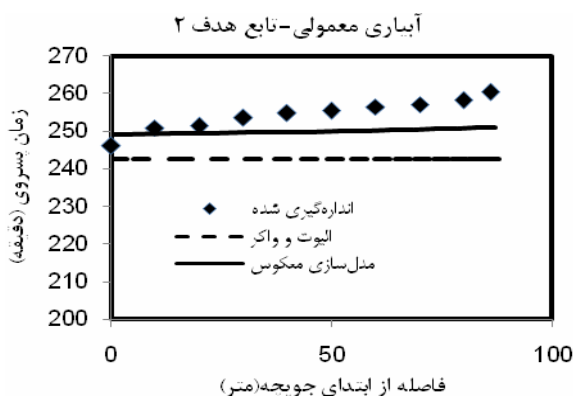 آبیاری معمولی-تابع هدف ۲
270
260
250
240
230
220
210
200
زمان پسروی (دقیقه)
اندازه‌گیری شده
الیوت و واکر
مدل‌سازی معکوس
0
50
100
فاصله از ابتدای جویچه(متر)